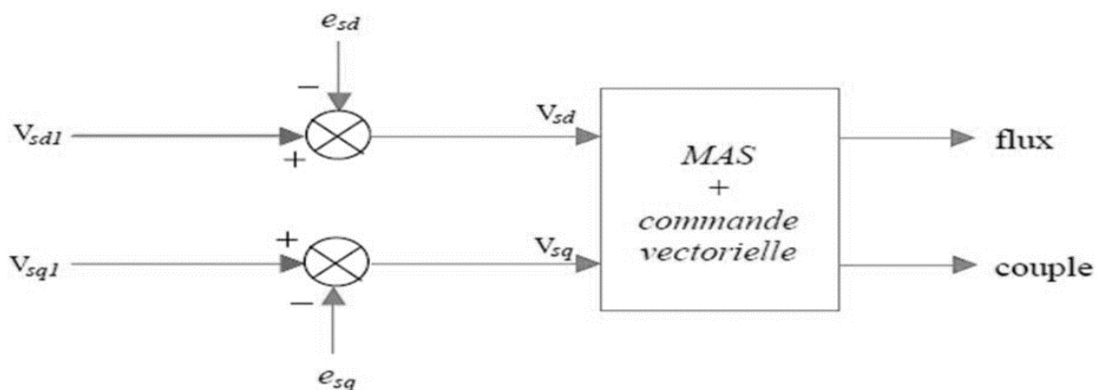 e_sd
−
V_sd1
+
V_sd
MAS
+
commande
vectorielle
flux
+
V_sq1
−
V_sq
couple
e_sq